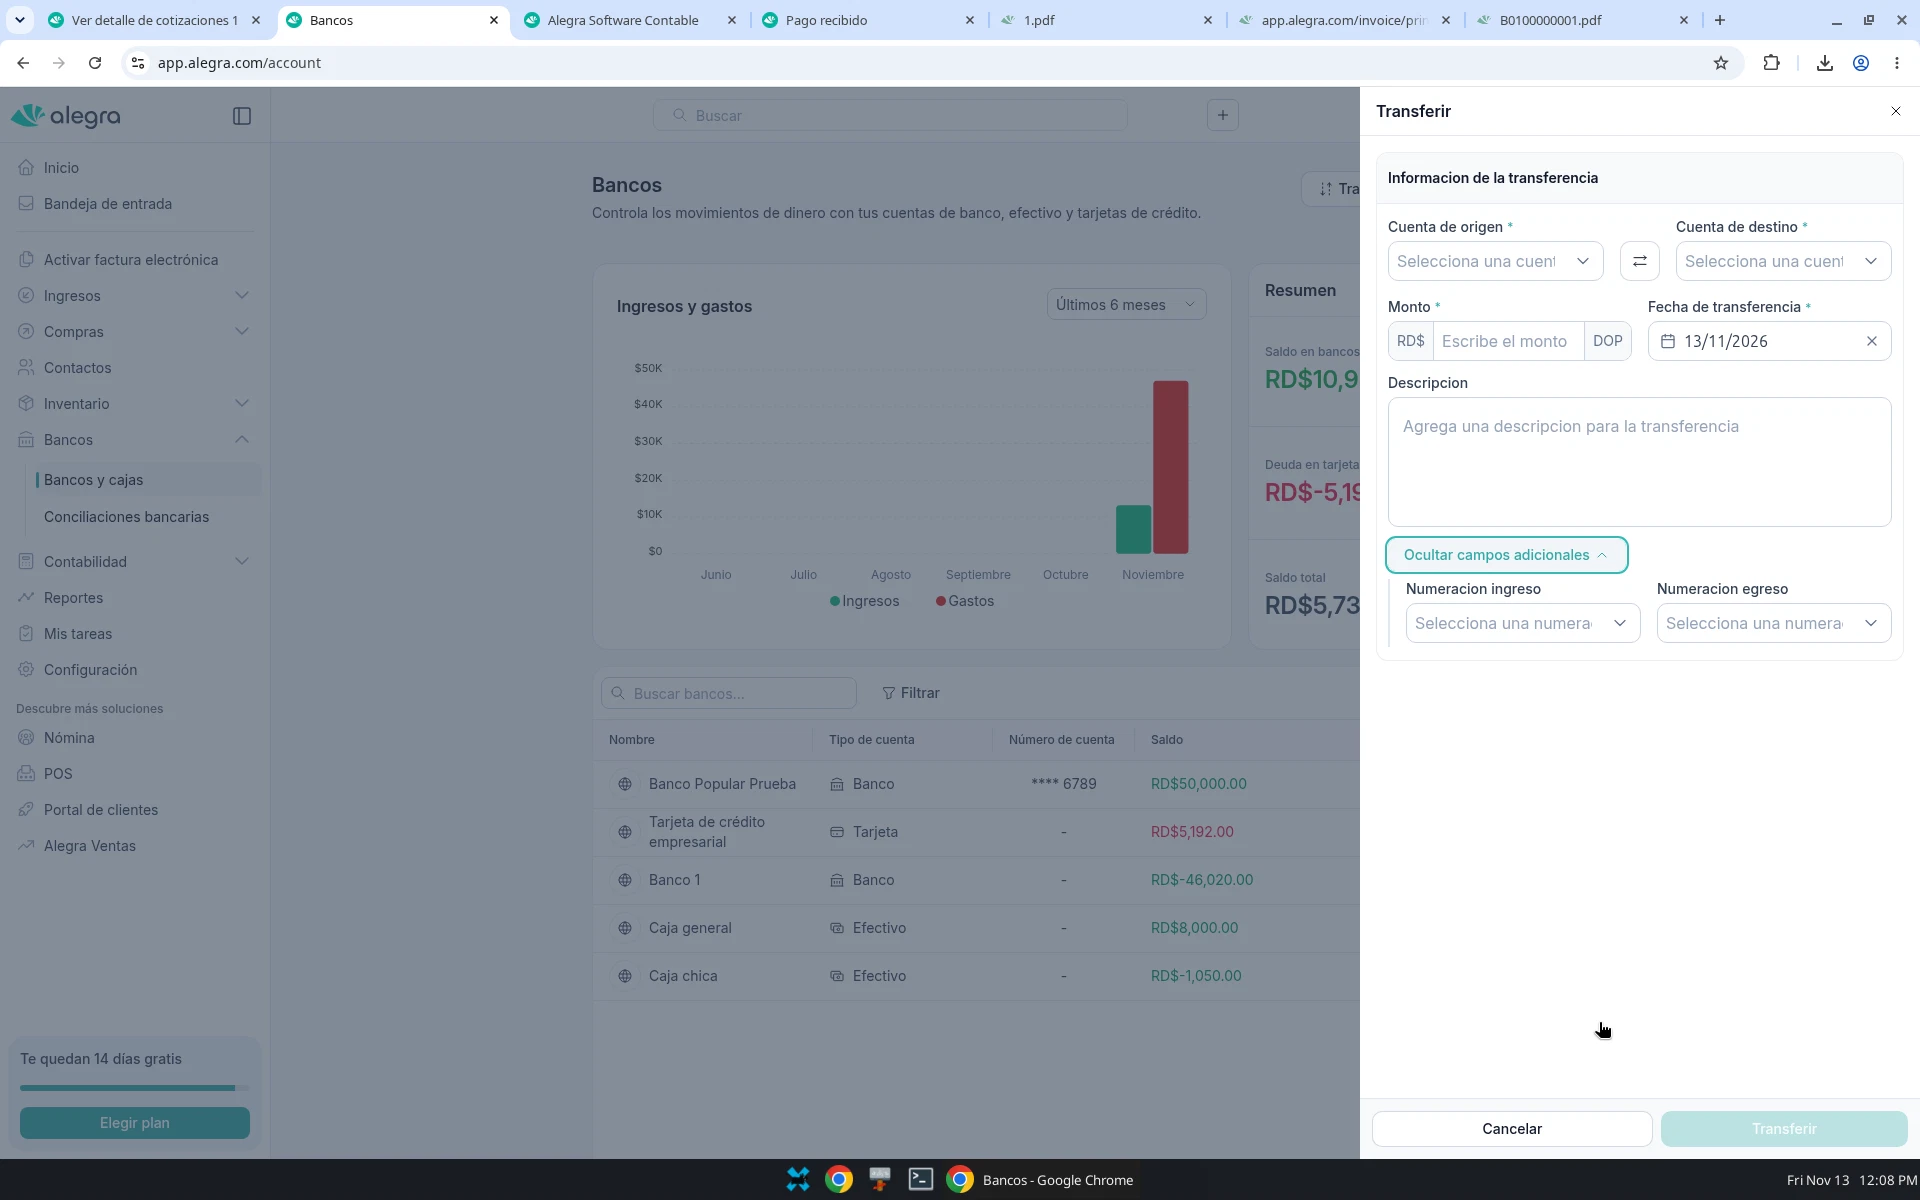 Ver detalle de cotizaciones 1
Bancos
Alegra Software Contable
Pago recibido
1.pdf
app.alegra.com/invoice/prin
B0100000001.pdf
app.alegra.com/account
alegra
Buscar
Transferir
Inicio
Bandeja de entrada
Activar factura electrónica
Ingresos
Compras
Contactos
Inventario
Bancos
Bancos y cajas
Conciliaciones bancarias
Contabilidad
Reportes
Mis tareas
Configuración
Descubre más soluciones
Nómina
POS
Portal de clientes
Alegra Ventas
Te quedan 14 días gratis
Elegir plan
Bancos
Tra
Controla los movimientos de dinero con tus cuentas de banco, efectivo y tarjetas de crédito.
Ingresos y gastos
Últimos 6 meses
$50K
$40K
$30K
$20K
$10K
$0
Junio Julio Agosto Septiembre Octubre Noviembre
Ingresos Gastos
Resumen
Saldo en bancos
RD$10,9
Deuda en tarjeta
RD$-5,19
Saldo total
RD$5,73
Buscar bancos...
Filtrar
Nombre Tipo de cuenta Número de cuenta Saldo
Banco Popular Prueba Banco **** 6789 RD$50,000.00
Tarjeta de crédito
empresarial Tarjeta - RD$5,192.00
Banco 1 Banco - RD$-46,020.00
Caja general Efectivo - RD$8,000.00
Caja chica Efectivo - RD$-1,050.00
Informacion de la transferencia
Cuenta de origen * Cuenta de destino *
Selecciona una cuent Selecciona una cuent
Monto * Fecha de transferencia *
RD$ Escribe el monto DOP 13/11/2026
Descripcion
Agrega una descripcion para la transferencia
Ocultar campos adicionales
Numeracion ingreso Numeracion egreso
Selecciona una numera Selecciona una numera
Cancelar Transferir
Bancos - Google Chrome
Fri Nov 13 12:08 PM